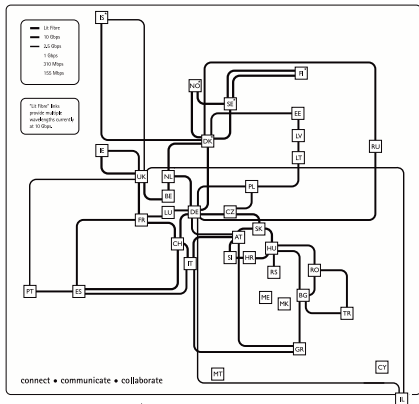 IS
Lit Fibre
10 Gbps
2,5 Gbps
1 Gbps
310 Mbps
155 Mbps
"Lit Fibre" links
provide multiple
wavelengths currently
at 10 Gbps.
FI
NO
SE
EE
DK
LV
RU
IE
LT
UK
NL
PL
BE
LU
DE
CZ
FR
SK
CH
AT
HU
IT
SI
HR
RS
RO
PT
ES
ME
MK
BG
TR
GR
MT
CY
connect • communicate • collaborate
IL